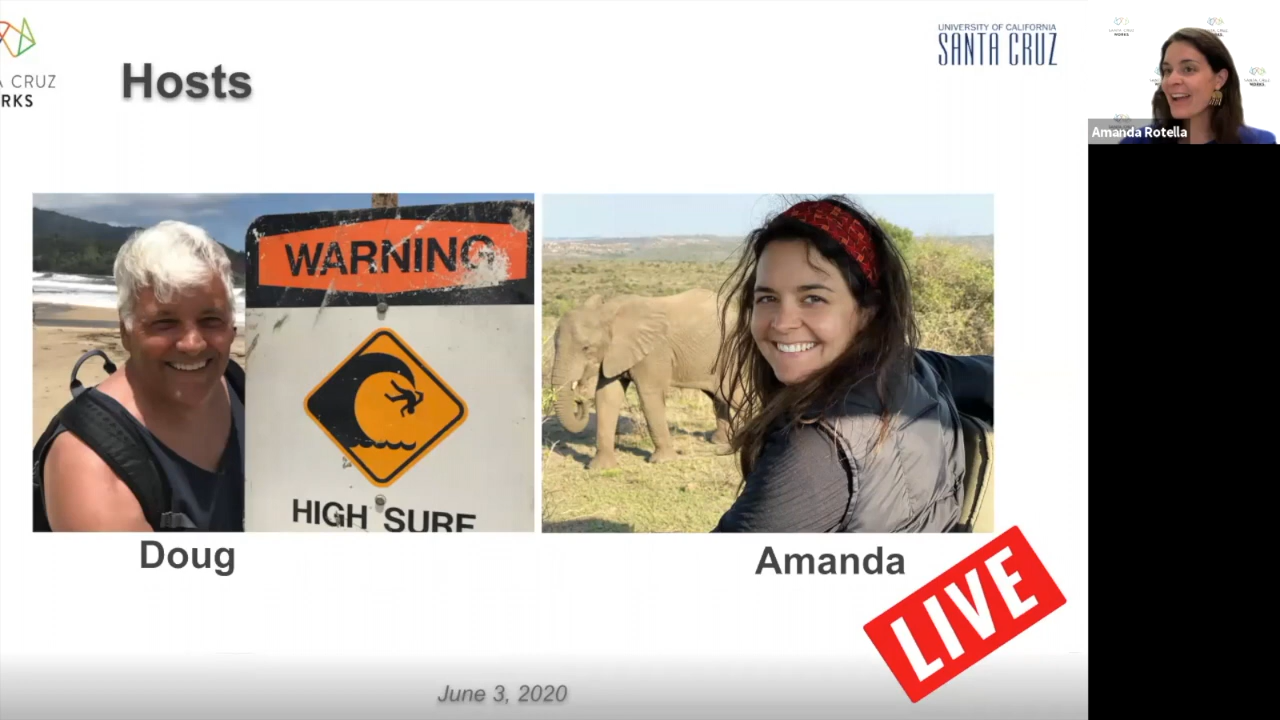 A CRUZ
RKS
Hosts
UNIVERSITY OF CALIFORNIA
SANTA CRUZ
Amanda Rotella
WARNING
HIGH SURF
Doug
Amanda
LIVE
June 3, 2020